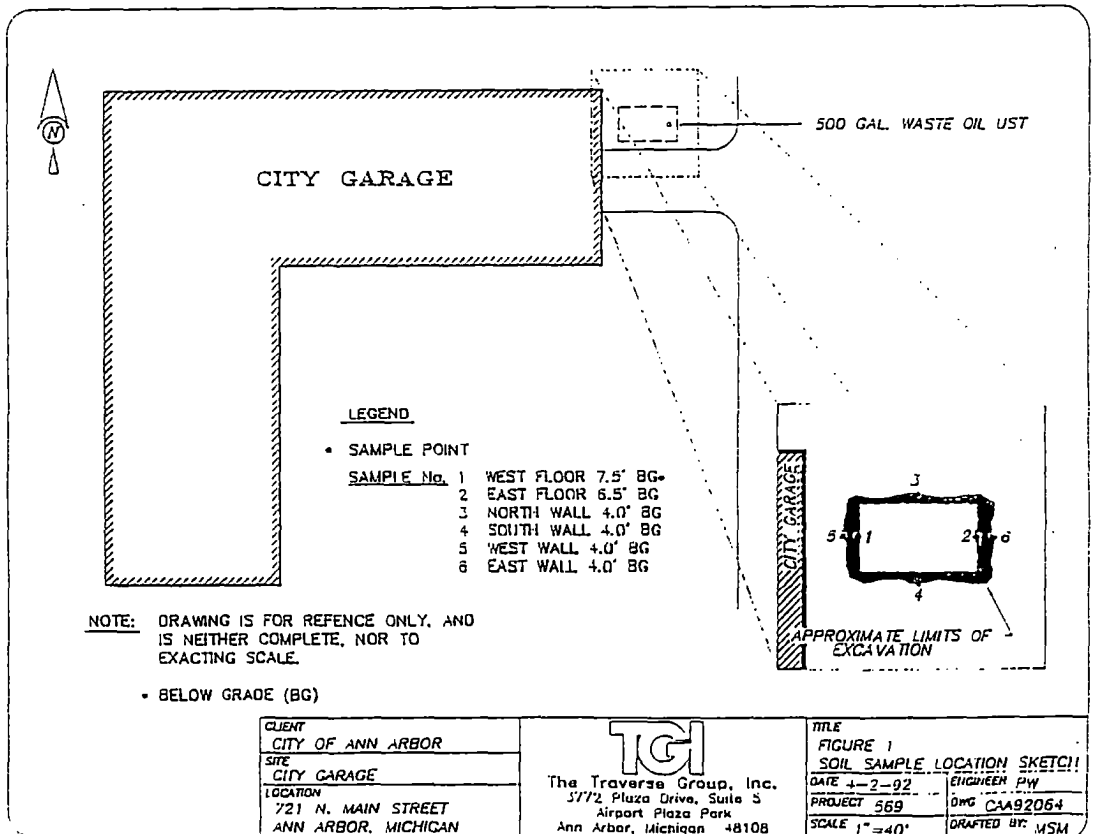 N
CITY GARAGE
500 GAL. WASTE OIL UST
LEGEND
• SAMPLE POINT
SAMPLE No. 1 WEST FLOOR 7.5' BG•
2 EAST FLOOR 6.5' BG
3 NORTH WALL 4.0' BG
4 SOUTH WALL 4.0' BG
5 WEST WALL 4.0' BG
6 EAST WALL 4.0' BG
CITY GARAGE
3
5 1 2 6
4
APPROXIMATE LIMITS OF
EXCAVATION
NOTE: DRAWING IS FOR REFENCE ONLY, AND
IS NEITHER COMPLETE, NOR TO
EXACTING SCALE.
• BELOW GRADE (BG)
CLIENT
CITY OF ANN ARBOR
SITE
CITY GARAGE
LOCATION
721 N. MAIN STREET
ANN ARBOR, MICHIGAN
TGI
The Traverse Group, Inc.
3772 Plaza Drive, Suite 5
Airport Plaza Park
Ann Arbor, Michigan 48108
TITLE
FIGURE 1
SOIL SAMPLE LOCATION SKETCH
DATE 4-2-92 ENGINEER PW
PROJECT 569 DWG CAA92064
SCALE 1"=40' DRAFTED BY: MSM